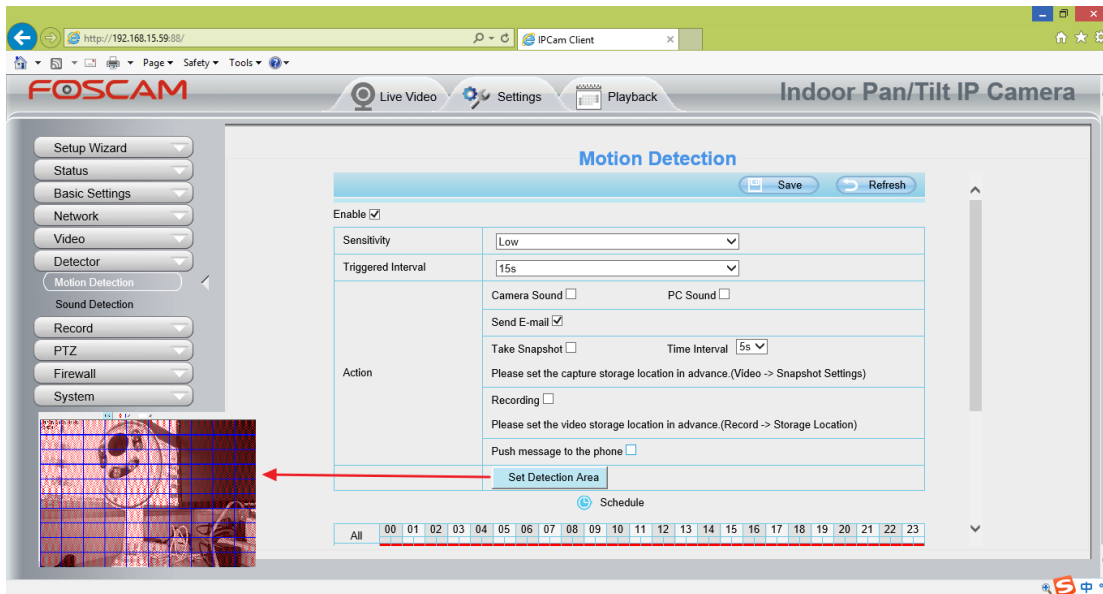 http://192.168.15.59:88/
IPCam Client
Page Safety Tools
FOSCAM
Live Video
Settings
Playback
Indoor Pan/Tilt IP Camera
Setup Wizard
Status
Basic Settings
Network
Video
Detector
Motion Detection
Sound Detection
Record
PTZ
Firewall
System
Motion Detection
Save Refresh
Enable
Sensitivity Low
Triggered Interval 15s
Camera Sound PC Sound
Send E-mail
Take Snapshot Time Interval 5s
Action
Please set the capture storage location in advance.(Video -> Snapshot Settings)
Recording
Please set the video storage location in advance.(Record -> Storage Location)
Push message to the phone
Set Detection Area
Schedule
All 00 01 02 03 04 05 06 07 08 09 10 11 12 13 14 15 16 17 18 19 20 21 22 23
中